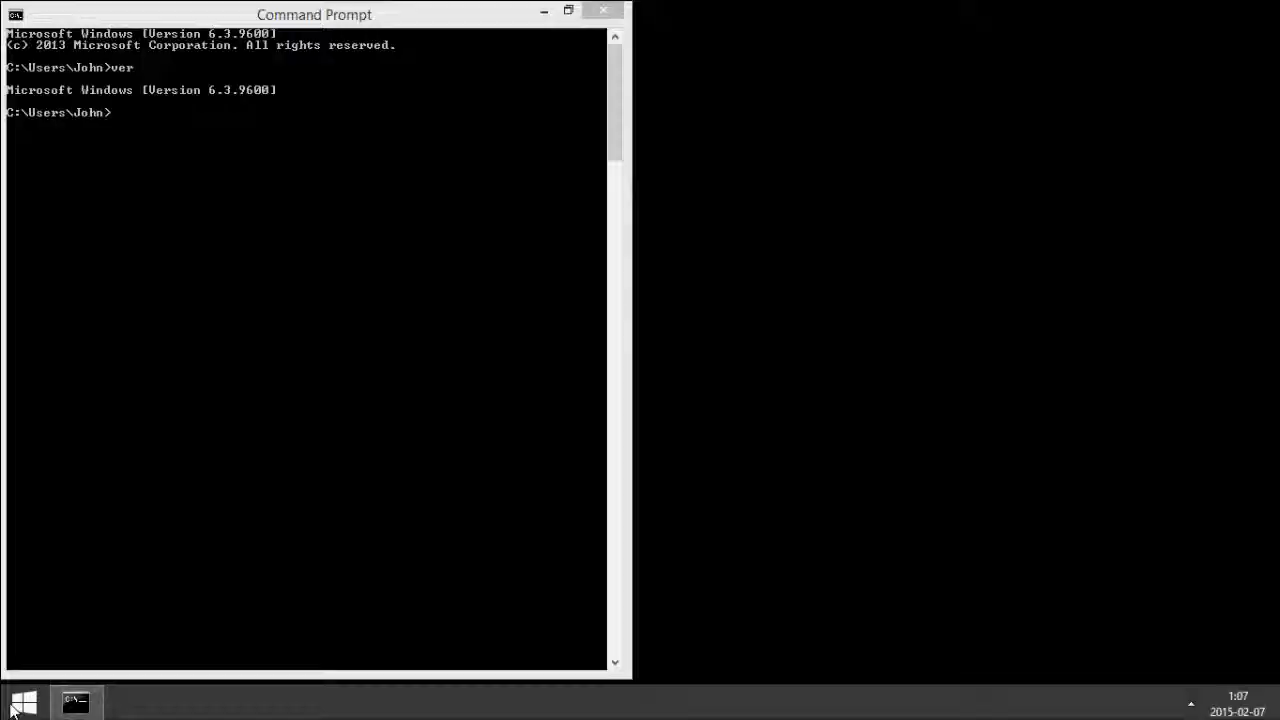 Command Prompt
Microsoft Windows [Version 6.3.9600]
(c) 2013 Microsoft Corporation. All rights reserved.
C:\Users\John>ver
Microsoft Windows [Version 6.3.9600]
C:\Users\John>
1:07
2015-02-07